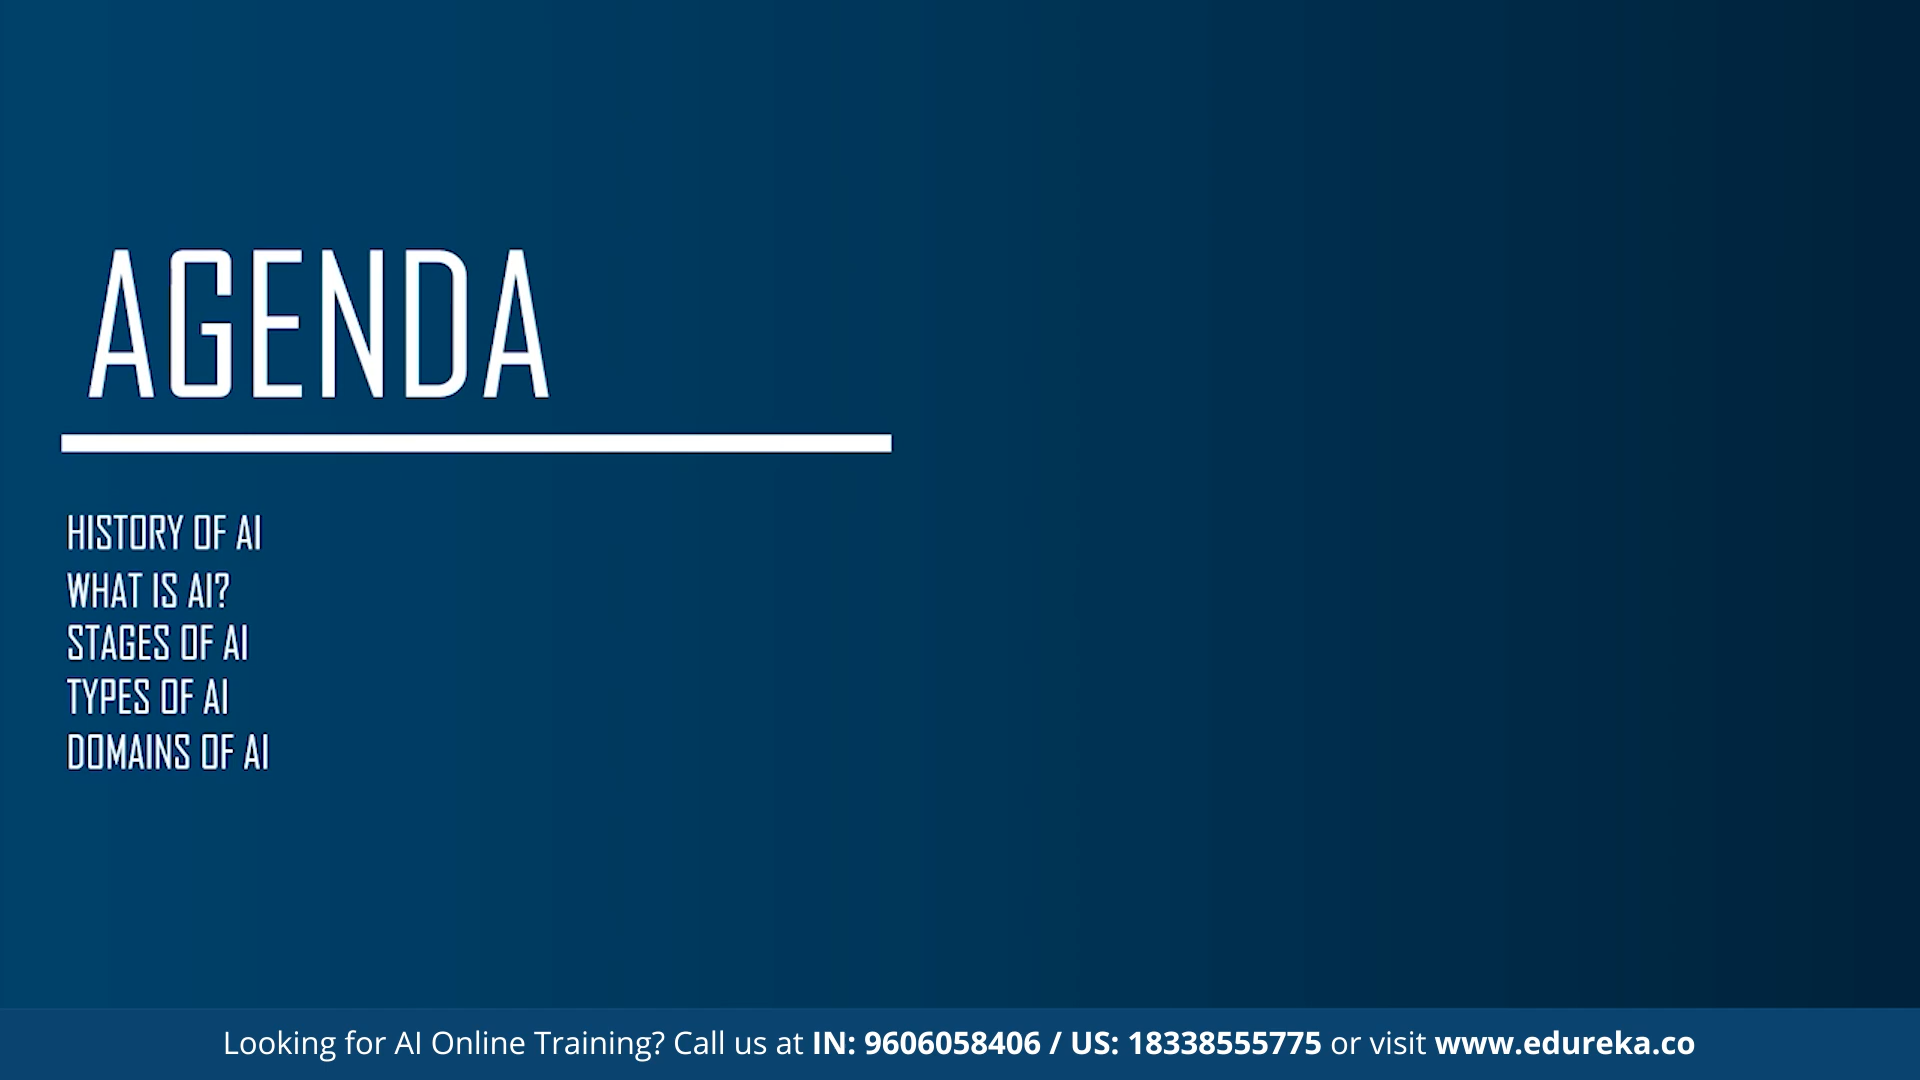 AGENDA
HISTORY OF AI
WHAT IS AI?
STAGES OF AI
TYPES OF AI
DOMAINS OF AI
Looking for AI Online Training? Call us at IN: 9606058406 / US: 18338555775 or visit www.edureka.co